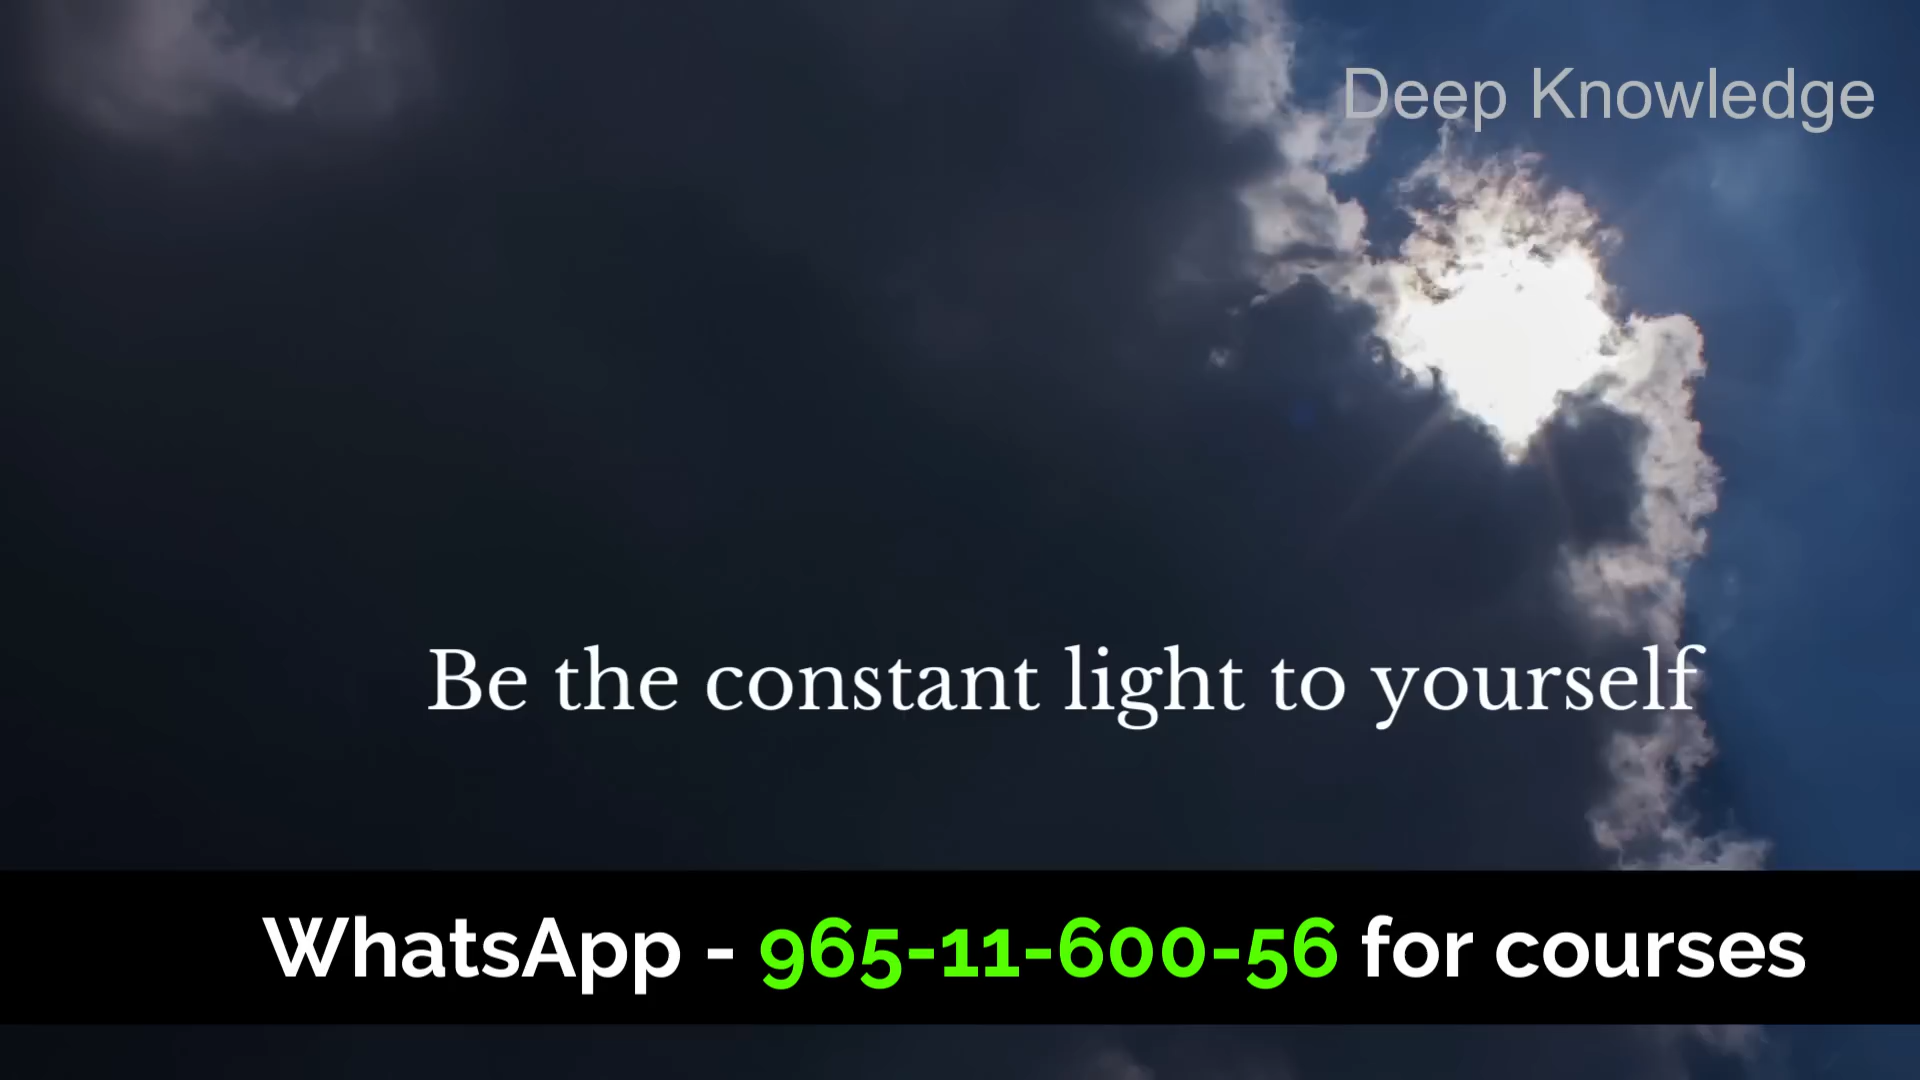 Deep Knowledge
Be the constant light to yourself
WhatsApp - 965-11-600-56 for courses